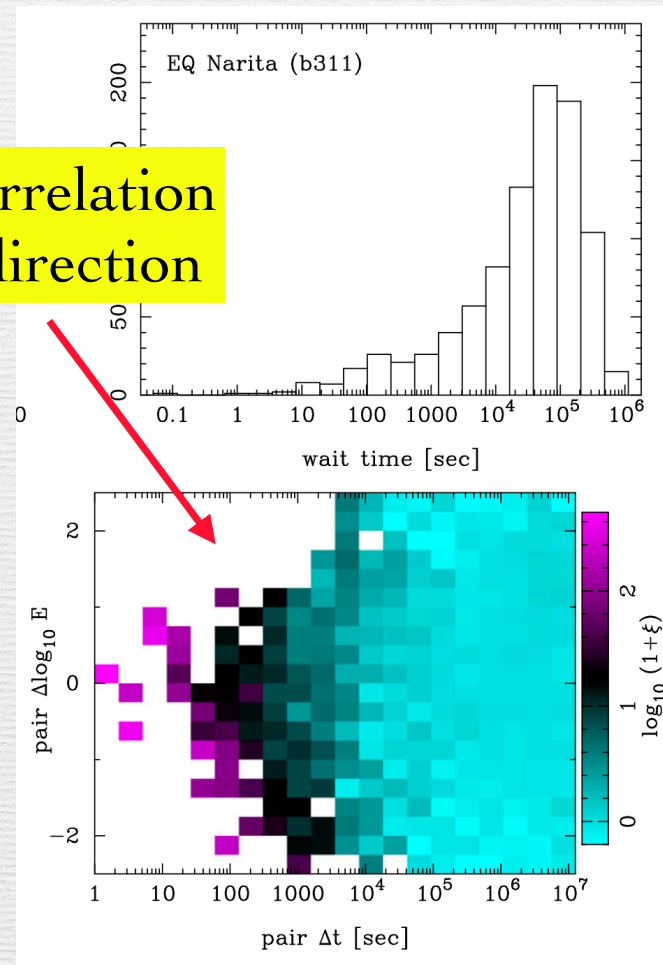 EQ Narita (b311)
200
50
0
0
0.1 1 10 100 1000 10⁴ 10⁵ 10⁶
wait time [sec]
rrelation
direction
2
0
−2
pair Δlog₁₀ E
1 10 100 1000 10⁴ 10⁵ 10⁶ 10⁷
pair Δt [sec]
2
1
0
log₁₀ (1+ξ)